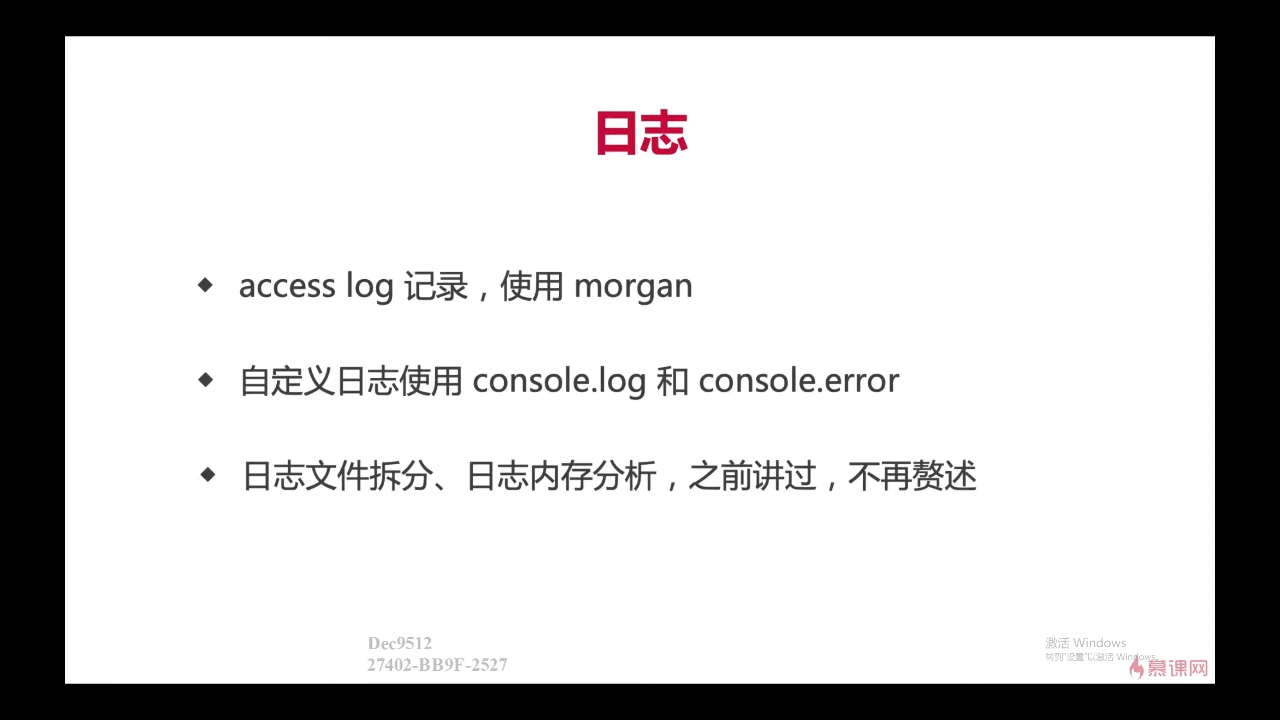 日志
access log 记录，使用 morgan
自定义日志使用 console.log 和 console.error
日志文件拆分、日志内存分析，之前讲过，不再赘述
Dec9512
27402-BB9F-2527
激活 Windows
转到"设置"以激活 Windows。
慕课网